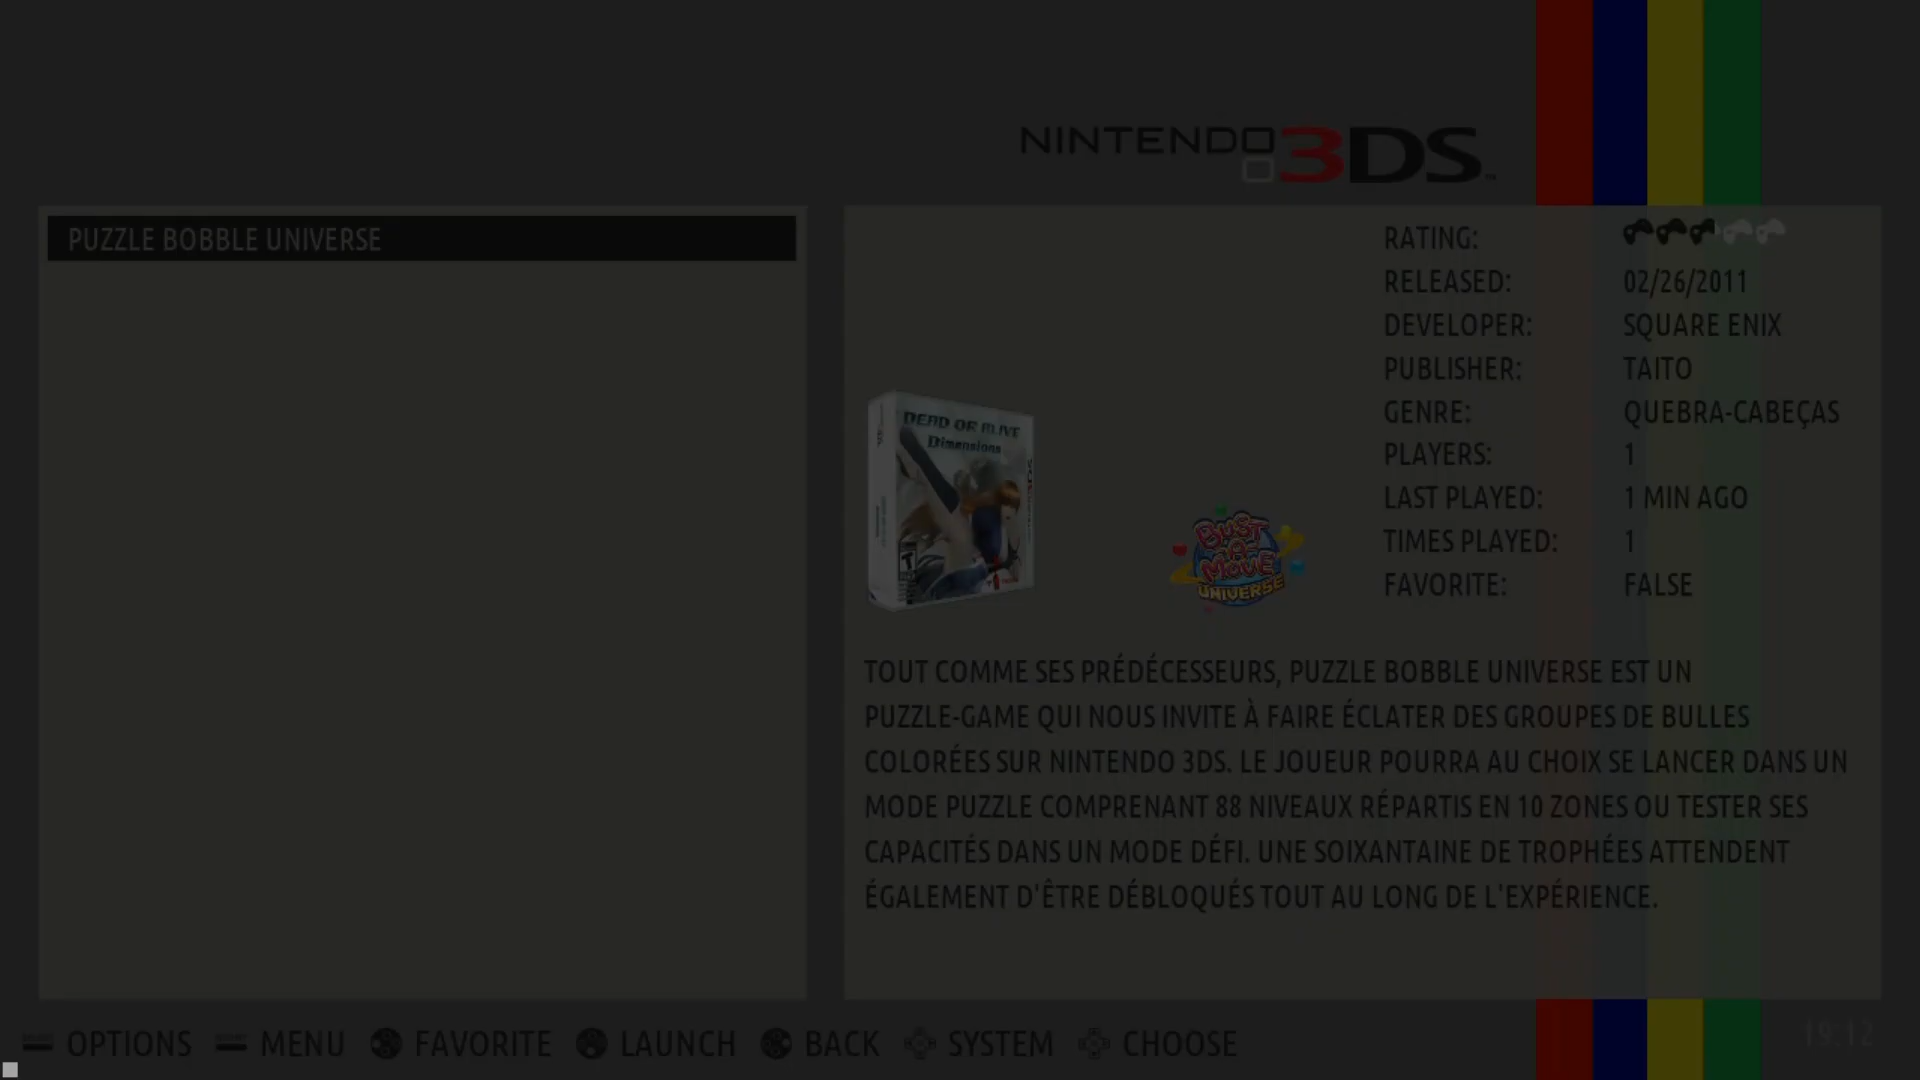 NINTENDO 3DS™
PUZZLE BOBBLE UNIVERSE
RATING:
RELEASED: 02/26/2011
DEVELOPER: SQUARE ENIX
PUBLISHER: TAITO
GENRE: QUEBRA-CABEÇAS
PLAYERS: 1
LAST PLAYED: 1 MIN AGO
TIMES PLAYED: 1
FAVORITE: FALSE
DEAD OR ALIVE
Dimensions
T
BUST
-A-
MOVE
UNIVERSE
TOUT COMME SES PRÉDÉCESSEURS, PUZZLE BOBBLE UNIVERSE EST UN
PUZZLE-GAME QUI NOUS INVITE À FAIRE ÉCLATER DES GROUPES DE BULLES
COLORÉES SUR NINTENDO 3DS. LE JOUEUR POURRA AU CHOIX SE LANCER DANS UN
MODE PUZZLE COMPRENANT 88 NIVEAUX RÉPARTIS EN 10 ZONES OU TESTER SES
CAPACITÉS DANS UN MODE DÉFI. UNE SOIXANTAINE DE TROPHÉES ATTENDENT
ÉGALEMENT D'ÊTRE DÉBLOQUÉS TOUT AU LONG DE L'EXPÉRIENCE.
OPTIONS MENU FAVORITE LAUNCH BACK SYSTEM CHOOSE
19:12